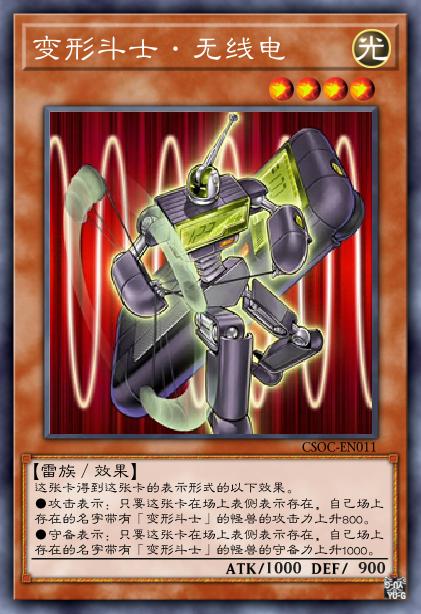 变形斗士·无线电
光
CSOC-EN011
【雷族/效果】
这张卡得到这张卡的表示形式的以下效果。
●攻击表示：只要这张卡在场上表侧表示存在，自己场上
存在的名字带有「变形斗士」的怪兽的攻击力上升800。
●守备表示：只要这张卡在场上表侧表示存在，自己场上
存在的名字带有「变形斗士」的怪兽的守备力上升1000。
ATK/1000 DEF/ 900